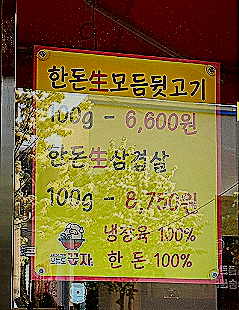 한돈生모듬뒷고기
100g - 6,600원
한돈生삼겹살
100g - 8,750원
냉장육 100%
한 돈 100%